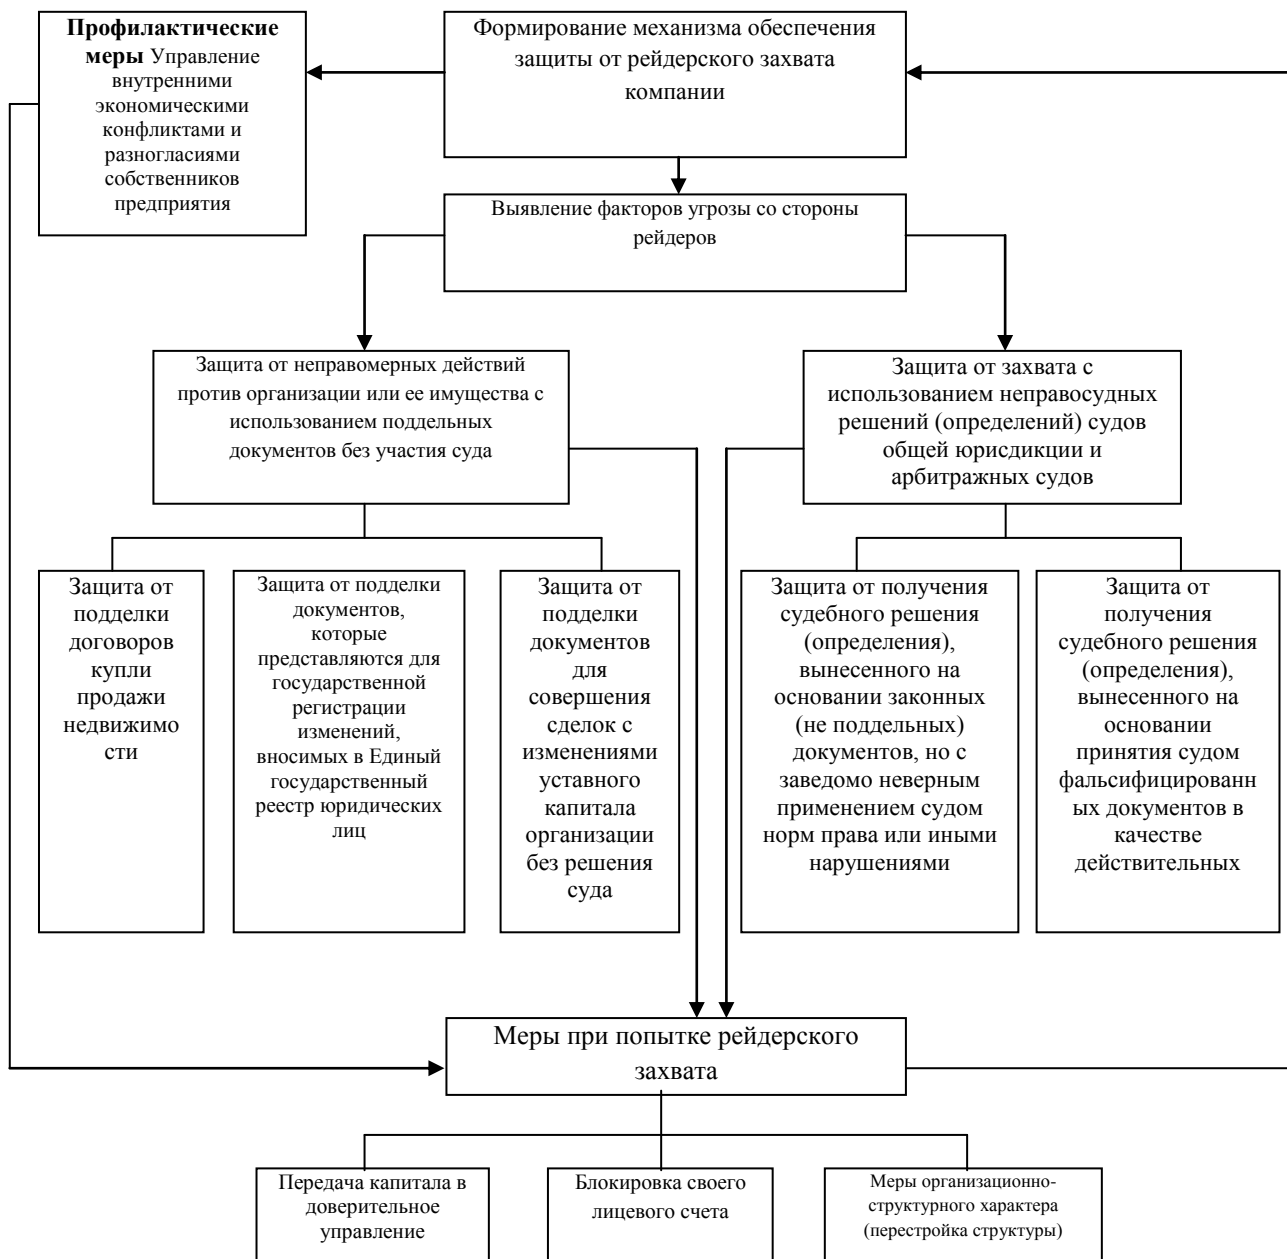 Профилактические
меры Управление
внутренними
экономическими
конфликтами и
разногласиями
собственников
предприятия
Формирование механизма обеспечения
защиты от рейдерского захвата
компании
Выявление факторов угрозы со стороны
рейдеров
Защита от неправомерных действий
против организации или ее имущества с
использованием поддельных
документов без участия суда
Защита от захвата с
использованием неправосудных
решений (определений) судов
общей юрисдикции и
арбитражных судов
Защита от
подделки
договоров
купли
продажи
недвижимо
сти
Защита от подделки
документов,
которые
представляются для
государственной
регистрации
изменений,
вносимых в Единый
государственный
реестр юридических
лиц
Защита от
подделки
документов
для
совершения
сделок с
изменениями
уставного
капитала
организации
без решения
суда
Защита от получения
судебного решения
(определения),
вынесенного на
основании законных
(не поддельных)
документов, но с
заведомо неверным
применением судом
норм права или иными
нарушениями
Защита от
получения
судебного решения
(определения),
вынесенного на
основании
принятия судом
фальсифицированн
ых документов в
качестве
действительных
Меры при попытке рейдерского
захвата
Передача капитала в
доверительное
управление
Блокировка своего
лицевого счета
Меры организационно-
структурного характера
(перестройка структуры)